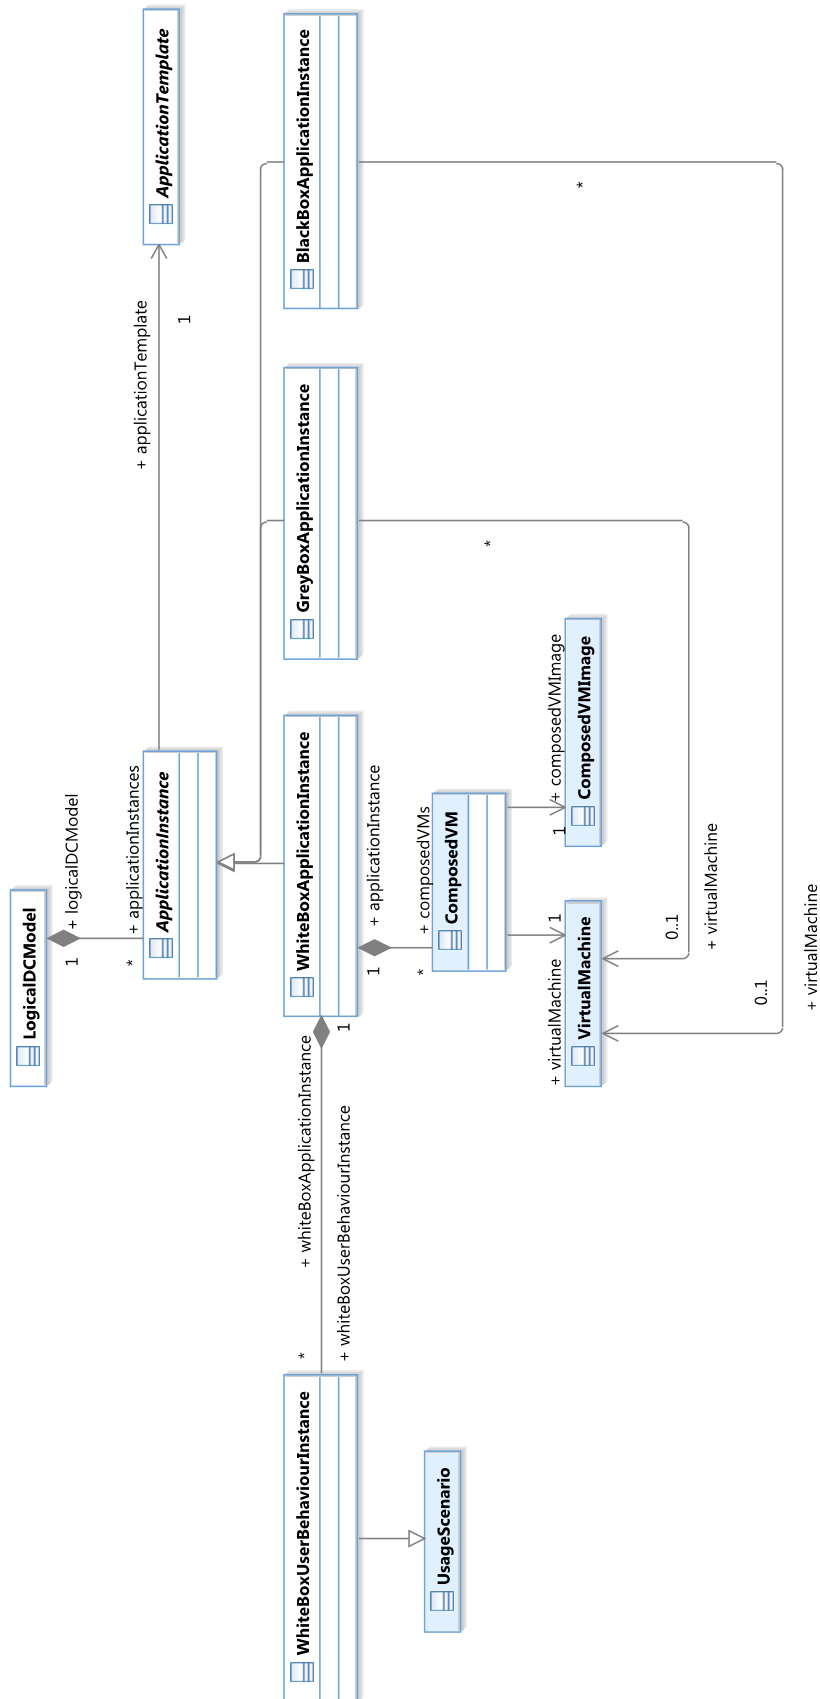 LogicalDCModel
1
+ logicalDCModel
*
+ applicationInstances
ApplicationInstance
+ applicationTemplate
1
ApplicationTemplate
WhiteBoxUserBehaviourInstance
*
+ whiteBoxUserBehaviourInstance
+ whiteBoxApplicationInstance
1
WhiteBoxApplicationInstance
GreyBoxApplicationInstance
BlackBoxApplicationInstance
1
+ applicationInstance
*
+ composedVMs
UsageScenario
ComposedVM
*
*
+ virtualMachine
1
1
+ composedVMImage
VirtualMachine
ComposedVMImage
0..1
+ virtualMachine
0..1
+ virtualMachine